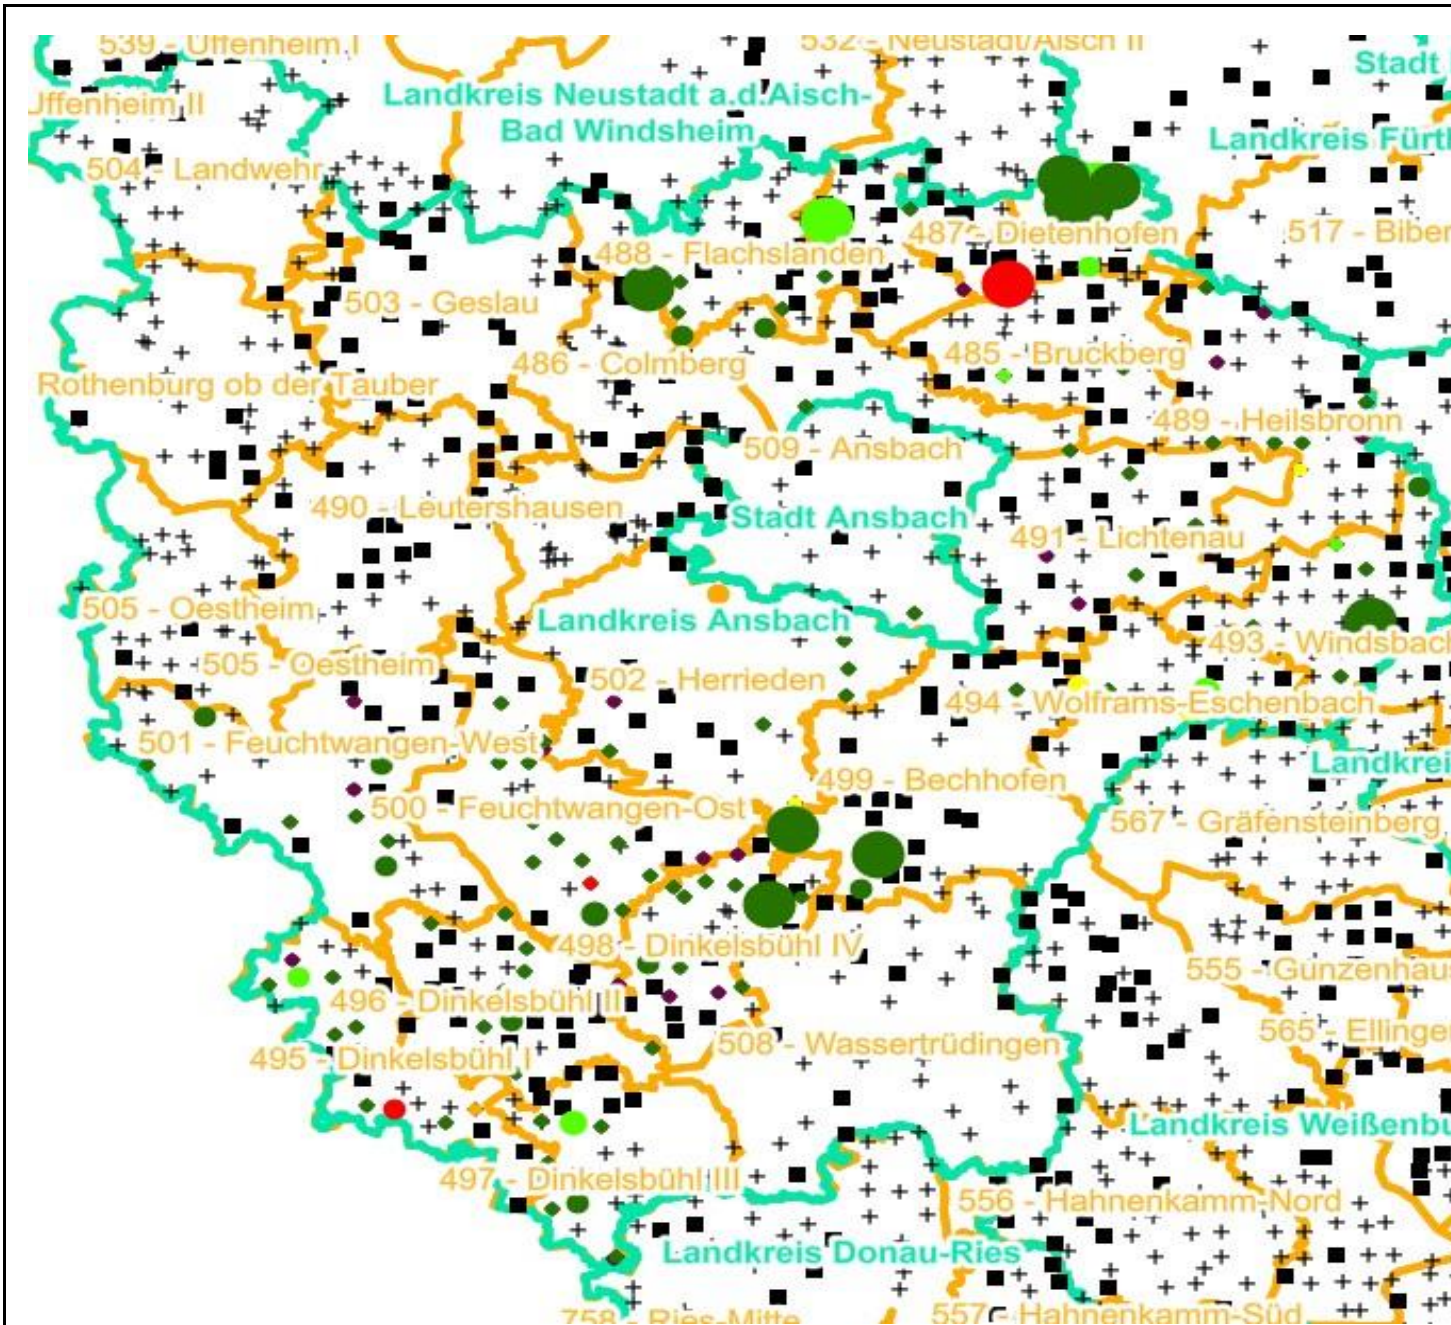 539 - Uffenheim I
532 - Neustadt/Aisch II
Stadt
Landkreis Neustadt a.d.Aisch-
Bad Windsheim
Uffenheim II
Landkreis Fürth
504 - Landwehr
487 - Dietenhofen
517 - Biber
488 - Flachslanden
503 - Geslau
485 - Bruckberg
486 - Colmberg
Rothenburg ob der Tauber
489 - Heilsbronn
509 - Ansbach
490 - Leutershausen
Stadt Ansbach
491 - Lichtenau
505 - Oestheim
Landkreis Ansbach
493 - Windsbach
505 - Oestheim
502 - Herrieden
494 - Wolframs-Eschenbach
501 - Feuchtwangen-West
Landkrei
499 - Bechhofen
500 - Feuchtwangen-Ost
567 - Gräfensteinberg
498 - Dinkelsbühl IV
555 - Gunzenhau
496 - Dinkelsbühl II
565 - Ellinge
508 - Wassertrüdingen
495 - Dinkelsbühl I
Landkreis Weißenbu
497 - Dinkelsbühl III
556 - Hahnenkamm-Nord
Landkreis Donau-Ries
758 - Ries-Mitte
557 - Hahnenkamm-Süd